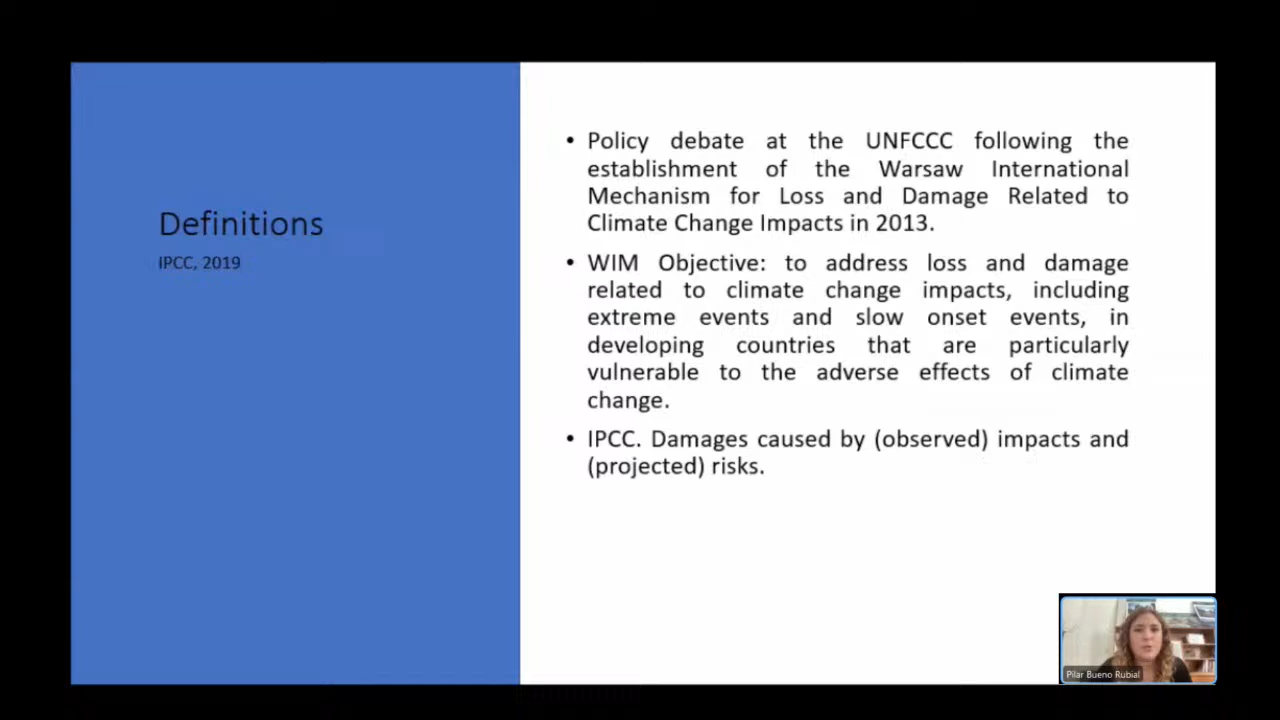 Definitions
IPCC, 2019
• Policy debate at the UNFCCC following the
establishment of the Warsaw International
Mechanism for Loss and Damage Related to
Climate Change Impacts in 2013.
• WIM Objective: to address loss and damage
related to climate change impacts, including
extreme events and slow onset events, in
developing countries that are particularly
vulnerable to the adverse effects of climate
change.
• IPCC. Damages caused by (observed) impacts and
(projected) risks.
Pilar Bueno Rubial